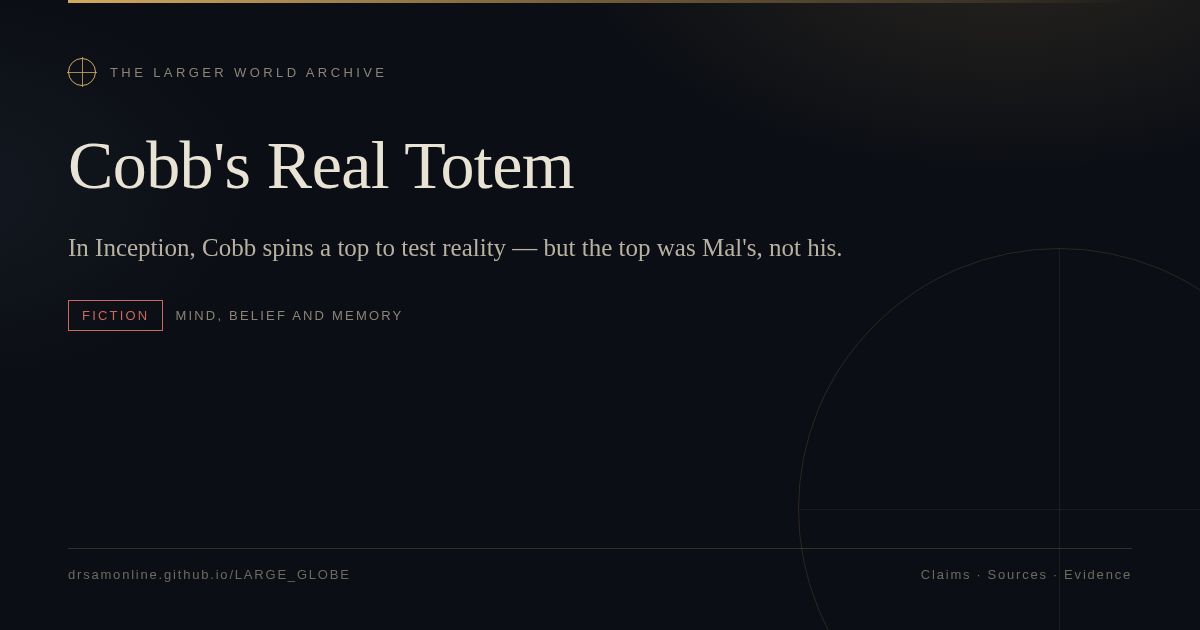 THE LARGER WORLD ARCHIVE
Cobb's Real Totem
In Inception, Cobb spins a top to test reality — but the top was Mal's, not his.
FICTION MIND, BELIEF AND MEMORY
drsamonline.github.io/LARGE_GLOBE Claims · Sources · Evidence